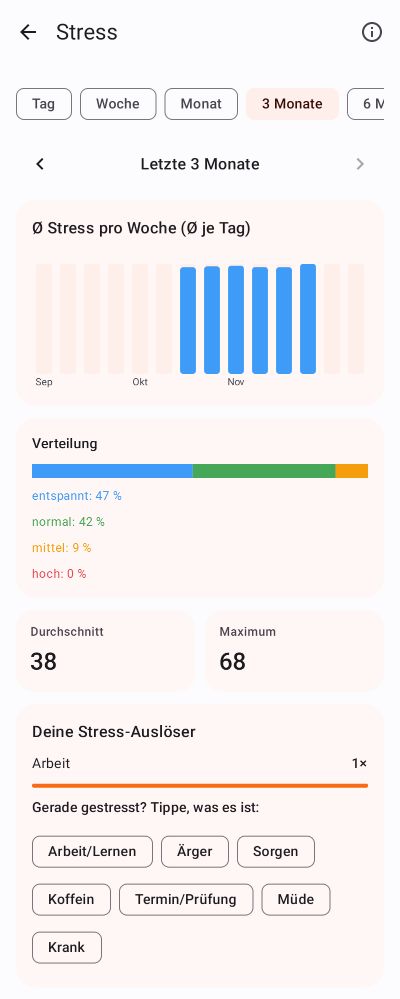 Stress
Tag Woche Monat 3 Monate 6 M
Letzte 3 Monate
Ø Stress pro Woche (Ø je Tag)
Sep Okt Nov
Verteilung
entspannt: 47 %
normal: 42 %
mittel: 9 %
hoch: 0 %
Durchschnitt Maximum
38 68
Deine Stress-Auslöser
Arbeit 1×
Gerade gestresst? Tippe, was es ist:
Arbeit/Lernen Ärger Sorgen
Koffein Termin/Prüfung Müde
Krank